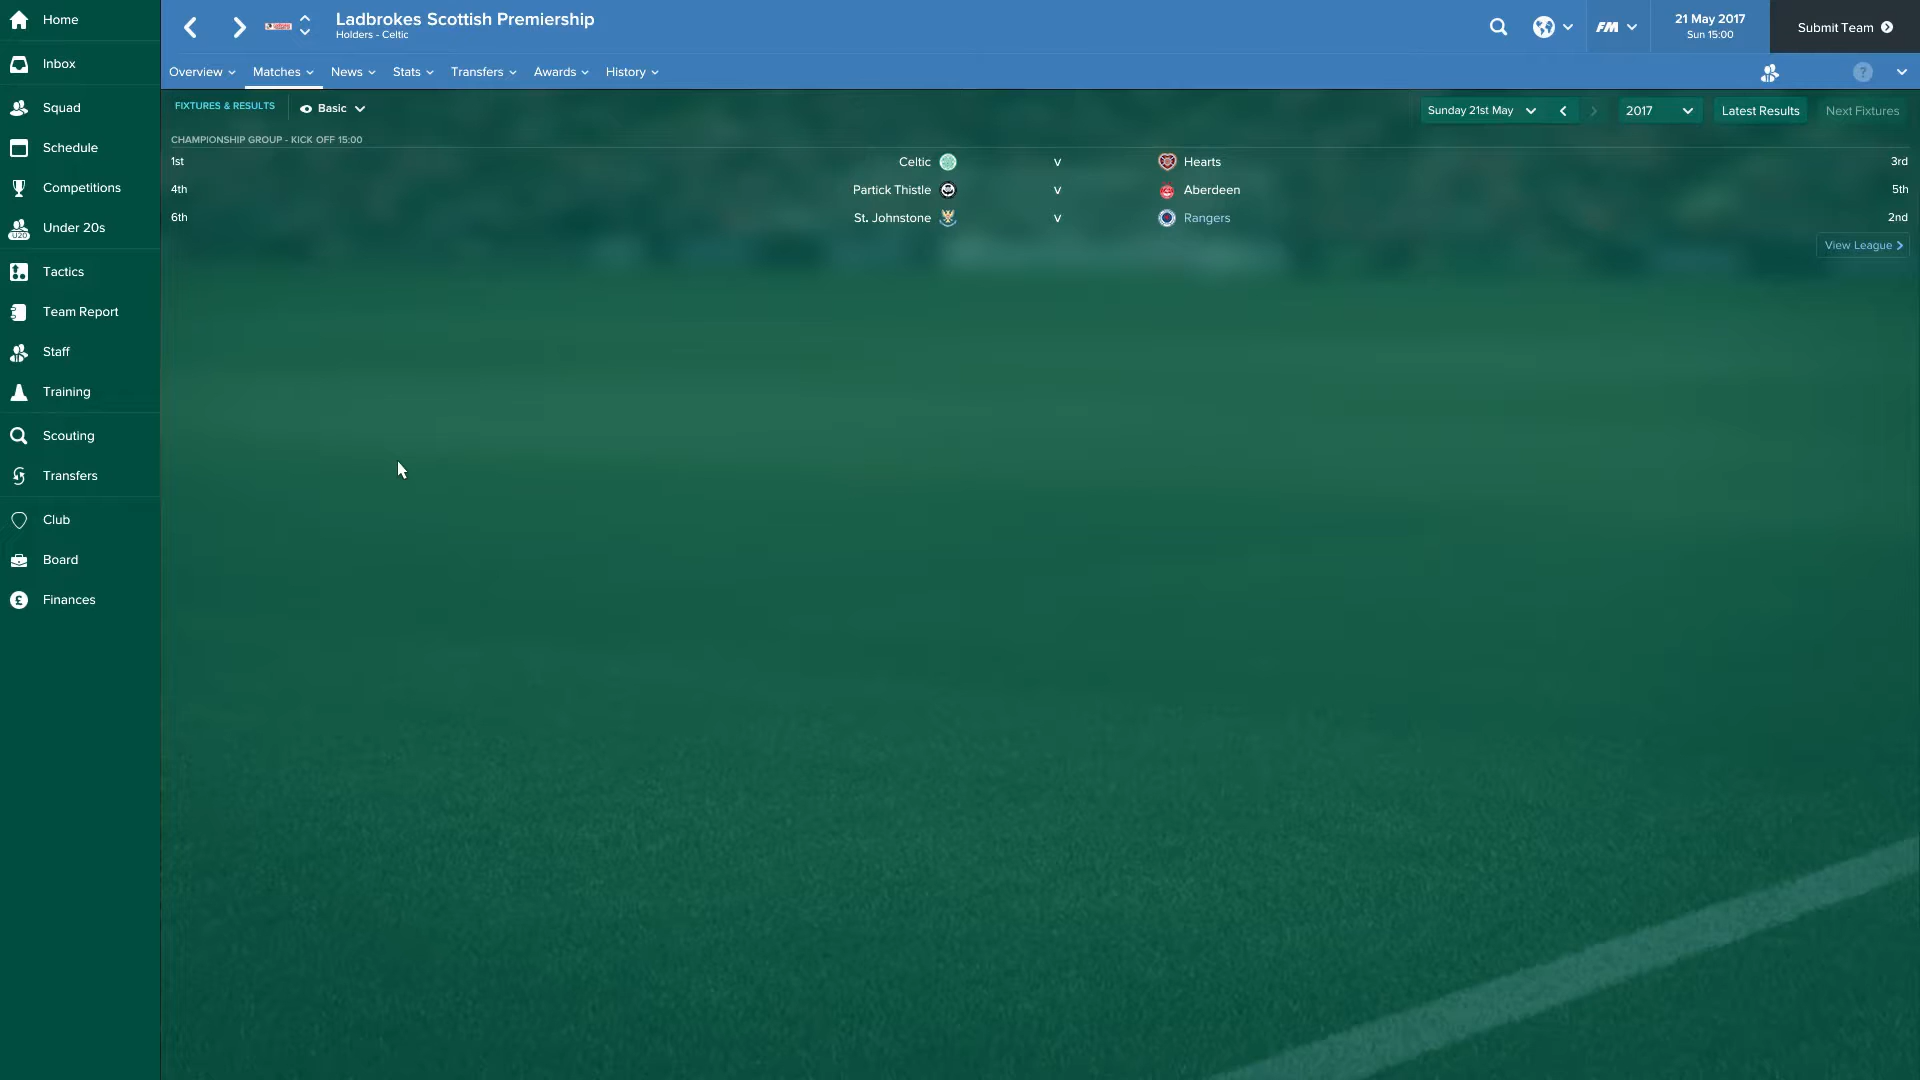 Home
Inbox
Squad
Schedule
Competitions
Under 20s
Tactics
Team Report
Staff
Training
Scouting
Transfers
Club
Board
Finances
Ladbrokes Scottish Premiership
Holders - Celtic
FM
21 May 2017
Sun 15:00
Submit Team
Overview Matches News Stats Transfers Awards History
?
FIXTURES & RESULTS Basic
Sunday 21st May 2017 Latest Results Next Fixtures
CHAMPIONSHIP GROUP - KICK OFF 15:00
1st Celtic v Hearts 3rd
4th Partick Thistle v Aberdeen 5th
6th St. Johnstone v Rangers 2nd
View League